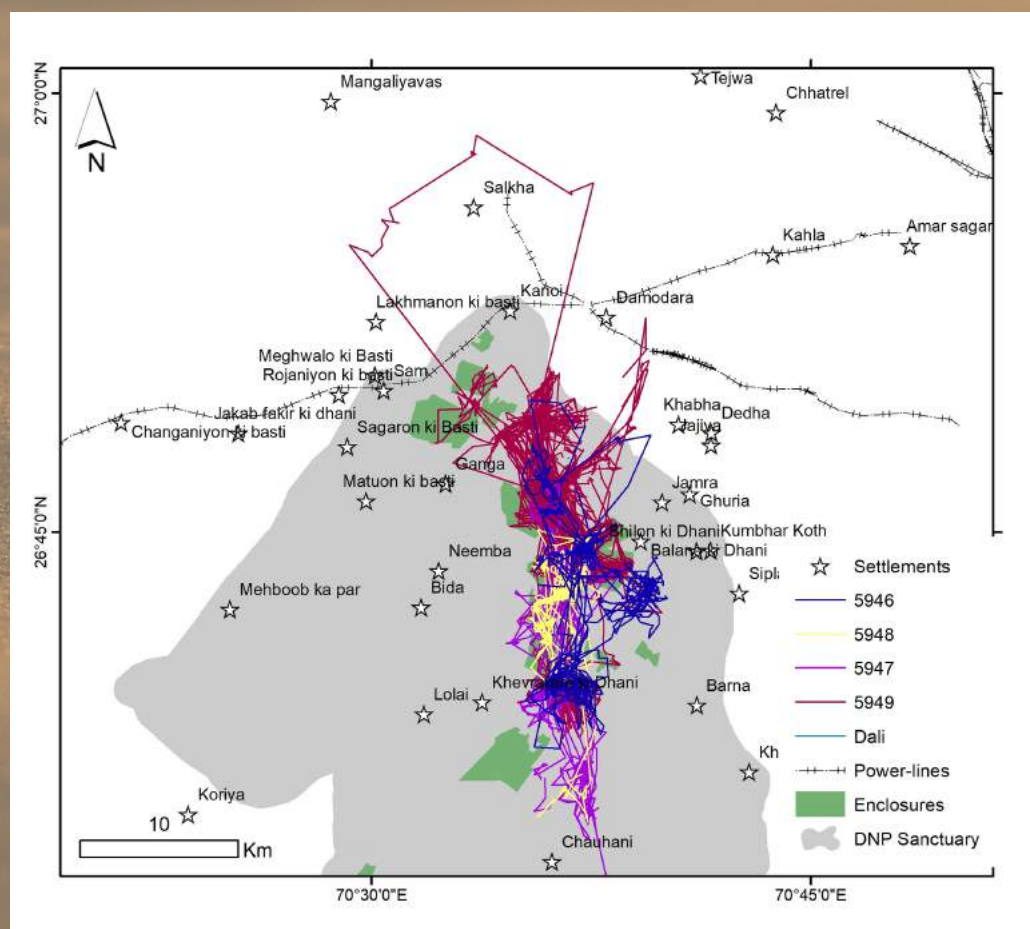 Mangaliyavas
Tejwa
Chhatrel
27°0'0"N
N
Salkha
Amar sagar
Kahla
Kanoi
Lakhmanon ki basti
Damodara
Meghwalo ki Basti
Rojaniyon ki basti
Sam
Jakab fakir ki dhani
Khabha
Dedha
Jajiya
Changaniyon ki basti
Sagaron ki Basti
Ganga
Matuon ki basti
Jamra
Ghuria
26°45'0"N
Bhilon ki Dhani
Kumbhar Koth
Neemba
Dhani
Mehboob ka par
Bida
Sipla
Barna
Lolai
Dhani
Kh
Koriya
Chauhani
10
Km
Settlements
5946
5948
5947
5949
Dali
Power-lines
Enclosures
DNP Sanctuary
70°30'0"E
70°45'0"E